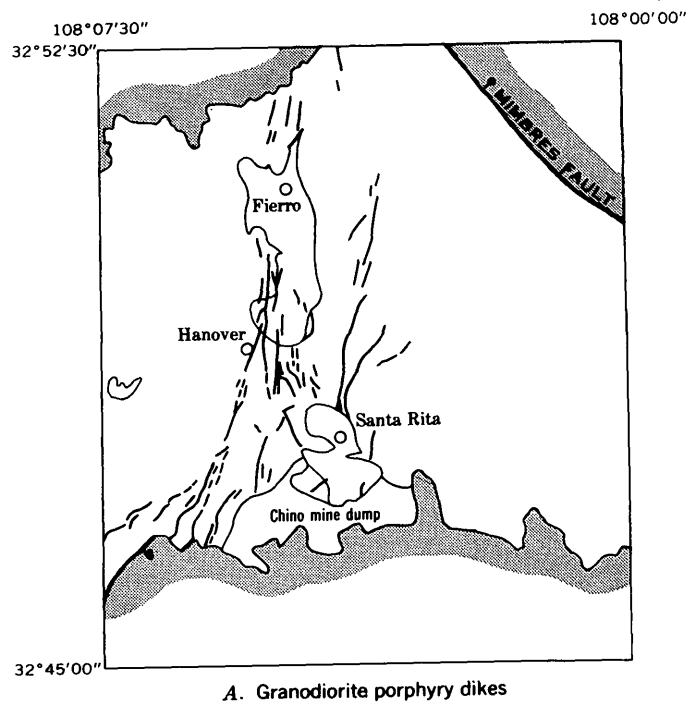 108°07'30"
108°00'00"
32°52'30"
MIMBRES FAULT
Fierro
Hanover
Santa Rita
Chino mine dump
32°45'00"
A. Granodiorite porphyry dikes